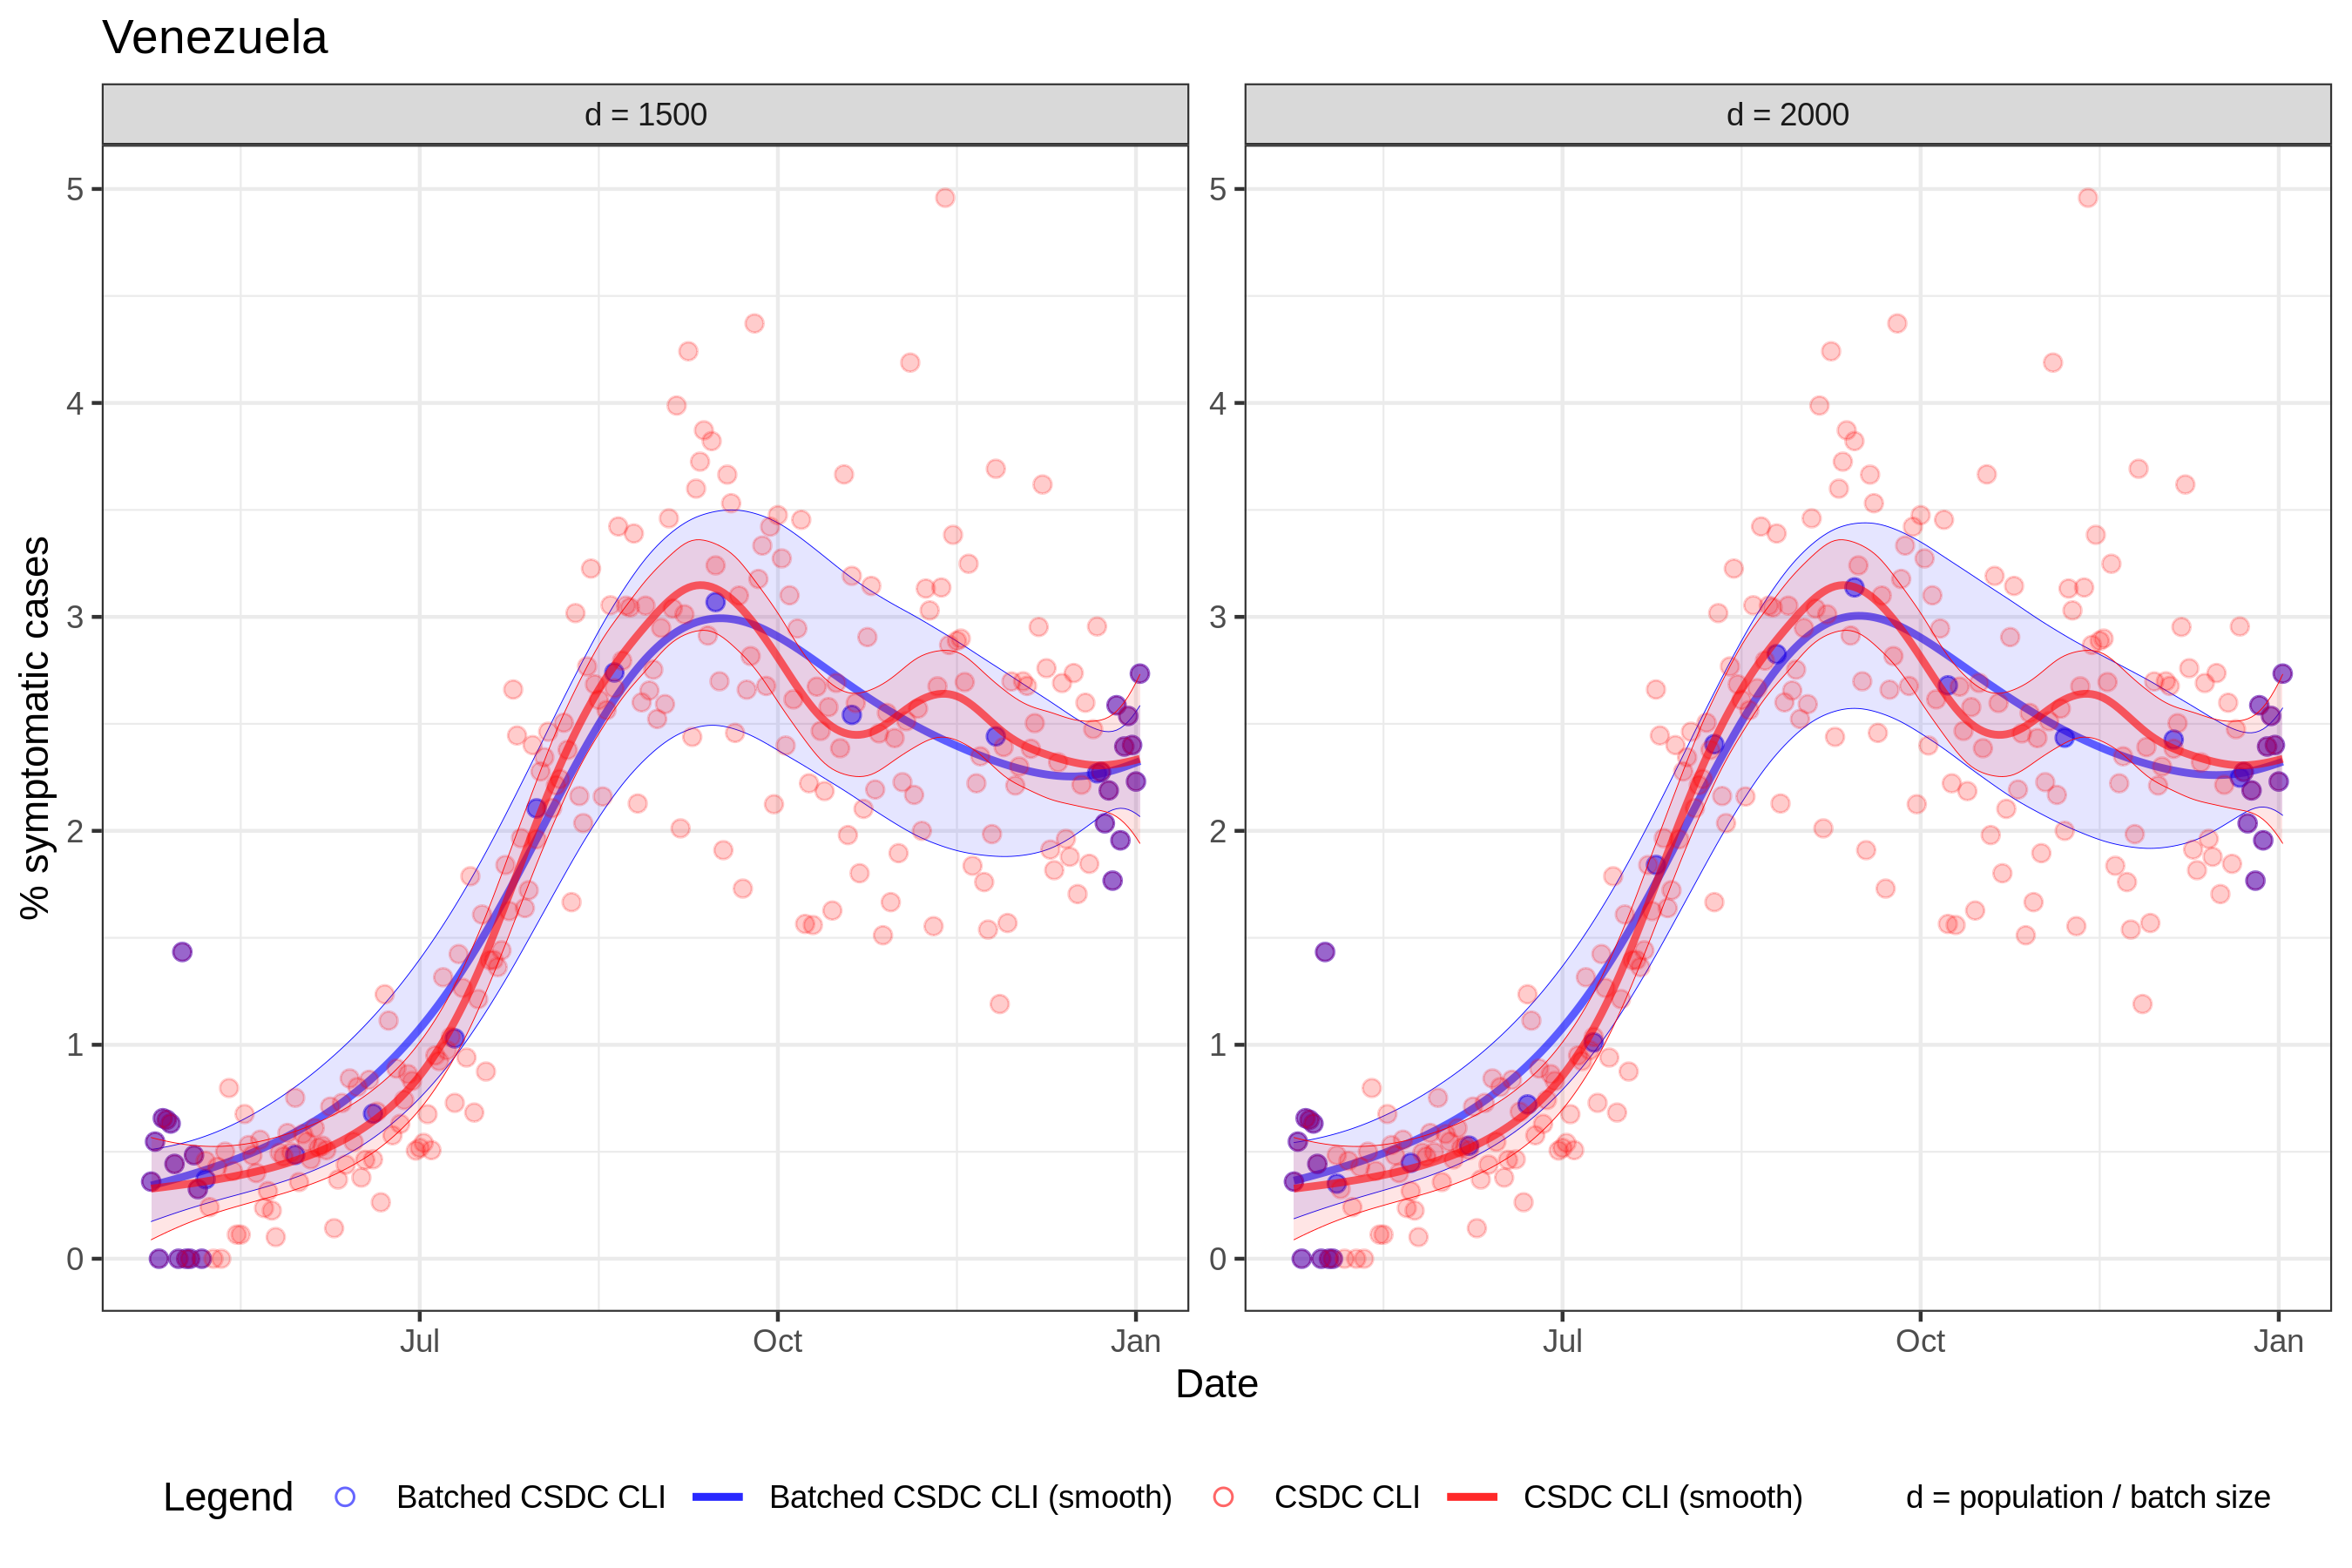 Venezuela
d = 1500
d = 2000
% symptomatic cases
5
4
3
2
1
0
5
4
3
2
1
0
Jul
Oct
Jan
Jul
Oct
Jan
Date
Legend
Batched CSDC CLI
Batched CSDC CLI (smooth)
CSDC CLI
CSDC CLI (smooth)
d = population / batch size